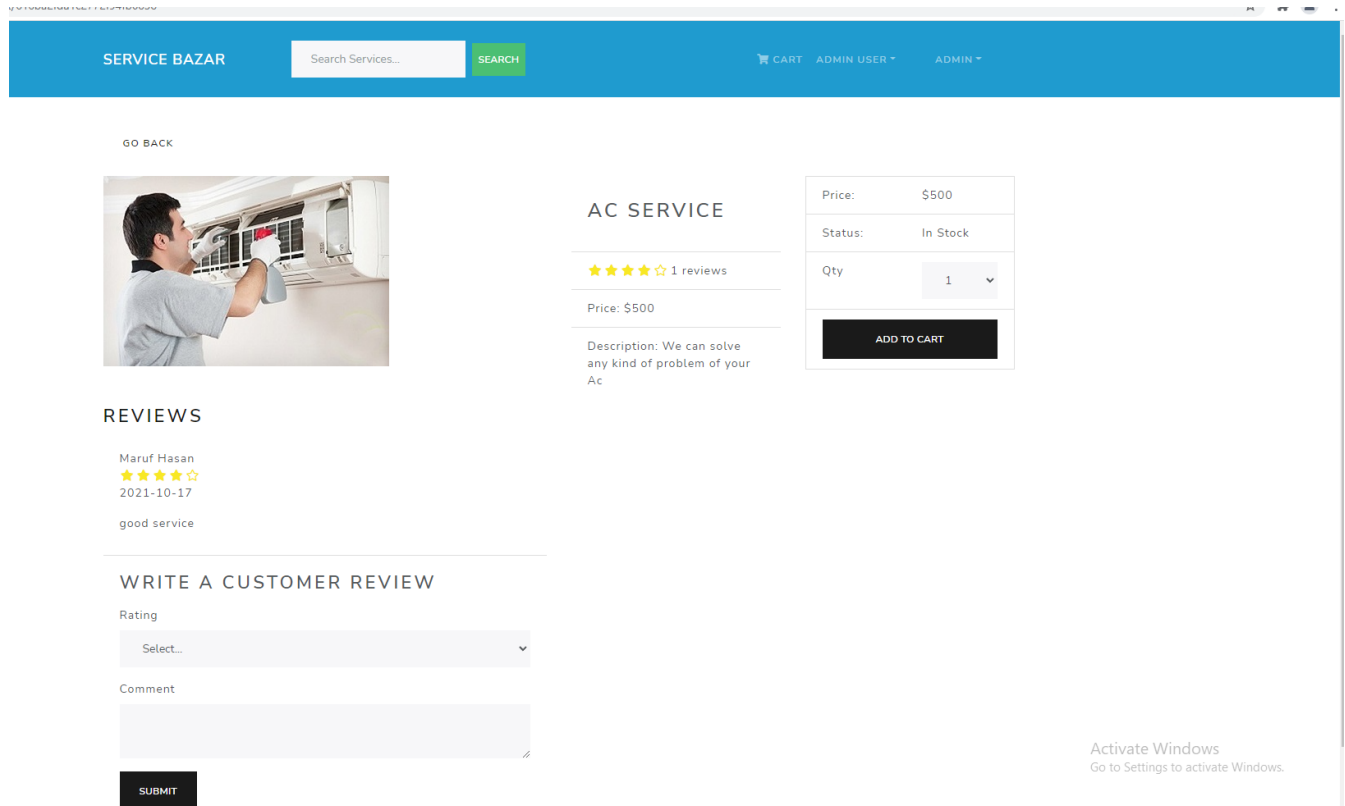 SERVICE BAZAR
Search Services...
SEARCH
CART
ADMIN USER
ADMIN
GO BACK
AC SERVICE
1 reviews
Price: $500
Description: We can solve
any kind of problem of your
Ac
Price: $500
Status: In Stock
Qty 1
ADD TO CART
REVIEWS
Maruf Hasan
2021-10-17
good service
WRITE A CUSTOMER REVIEW
Rating
Select...
Comment
SUBMIT
Activate Windows
Go to Settings to activate Windows.